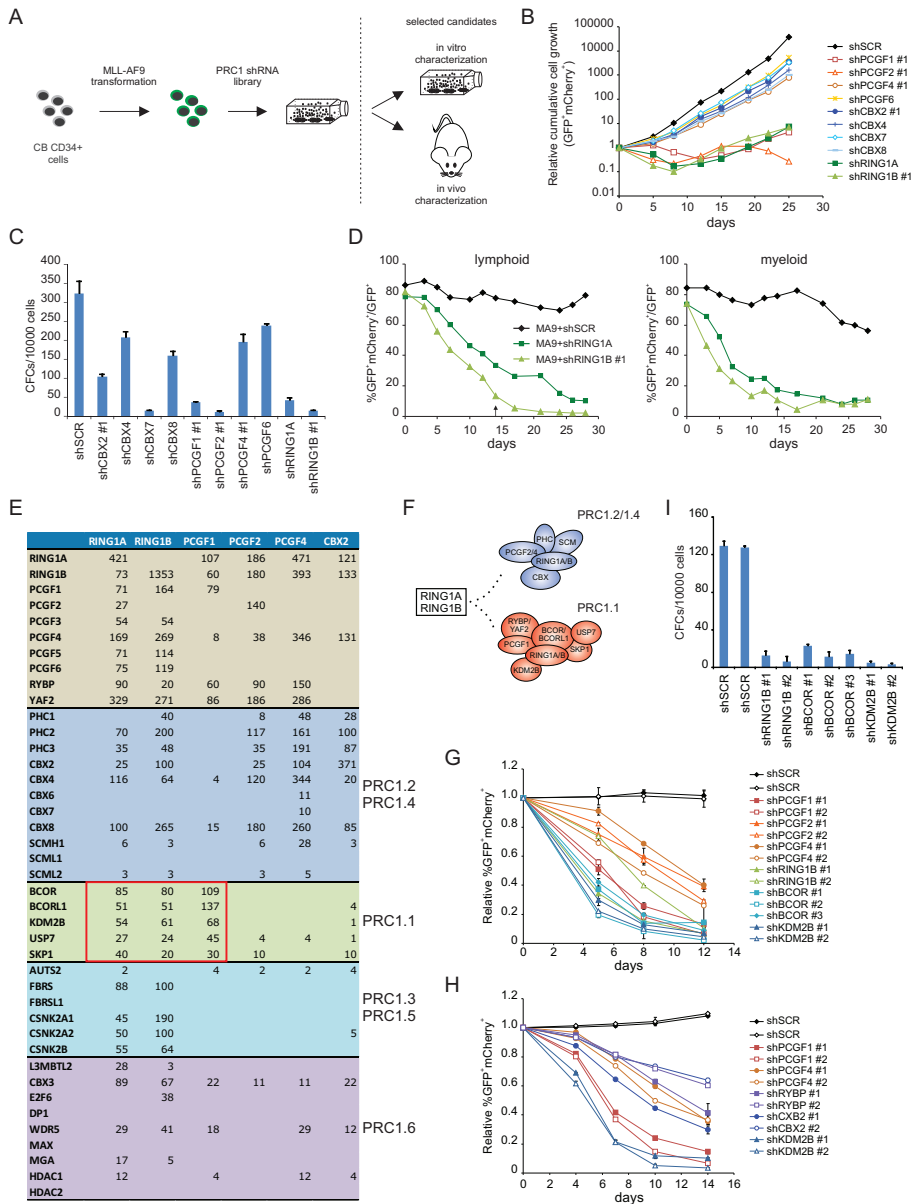 A
MLL-AF9
transformation
PRC1 shRNA
library
CB CD34+
cells
selected candidates
in vitro
characterization
in vivo
characterization
B
Relative cumulative cell growth
(GFP+mCherry+)
100000
10000
1000
100
10
1
0.1
0.01
0 5 10 15 20 25 30
days
shSCR
shPCGF1 #1
shPCGF2 #1
shPCGF4 #1
shPCGF6
shCBX2 #1
shCBX4
shCBX7
shCBX8
shRING1A
shRING1B #1
C
CFCs/10000 cells
400
350
300
250
200
150
100
50
0
shSCR
shCBX2 #1
shCBX4
shCBX7
shCBX8
shPCGF1 #1
shPCGF2 #1
shPCGF4 #1
shPCGF6
shRING1A
shRING1B #1
D
lymphoid
%GFP+mCherry+/GFP+
100
80
60
40
20
0
0 5 10 15 20 25 30
days
MA9+shSCR
MA9+shRING1A
MA9+shRING1B #1
myeloid
%GFP+mCherry+/GFP+
100
80
60
40
20
0
0 5 10 15 20 25 30
days
E
RING1A RING1B PCGF1 PCGF2 PCGF4 CBX2
RING1A 421 107 186 471 121
RING1B 73 1353 60 180 393 133
PCGF1 71 164 79
PCGF2 27 140
PCGF3 54 54
PCGF4 169 269 8 38 346 131
PCGF5 71 114
PCGF6 75 119
RYBP 90 20 60 90 150
YAF2 329 271 86 186 286
PHC1 40 8 48 28
PHC2 70 200 117 161 100
PHC3 35 48 35 191 87
CBX2 25 100 25 104 371
CBX4 116 64 4 120 344 20
CBX6 11
CBX7 10
CBX8 100 265 15 180 260 85
SCMH1 6 3 6 28 3
SCML1
SCML2 3 3 3 5
PRC1.2
PRC1.4
BCOR 85 80 109
BCORL1 51 51 137 4
KDM2B 54 61 68 1
USP7 27 24 45 4 4 1
SKP1 40 20 30 10 10
PRC1.1
AUTS2 2 4 2 2 4
FBRS 88 100
FBRSL1
CSNK2A1 45 190
CSNK2A2 50 100 5
CSNK2B 55 64
PRC1.3
PRC1.5
L3MBTL2 28 3
CBX3 89 67 22 11 11 22
E2F6 38
DP1
WDR5 29 41 18 29 12
MAX
MGA 17 5
HDAC1 12 4 12 4
HDAC2
PRC1.6
F
RING1A
RING1B
PRC1.2/1.4
PHC
SCM
PCGF2/4
RING1A/B
CBX
PRC1.1
RYBP/
YAF2
BCOR/
BCORL1
USP7
PCGF1
SKP1
RING1A/B
KDM2B
I
CFCs/10000 cells
160
120
80
40
0
shSCR
shSCR
shRING1B #1
shRING1B #2
shBCOR #1
shBCOR #2
shBCOR #3
shKDM2B #1
shKDM2B #2
G
Relative %GFP+mCherry+
1.2
1.0
0.8
0.6
0.4
0.2
0
0 2 4 6 8 10 12 14
days
shSCR
shSCR
shPCGF1 #1
shPCGF1 #2
shPCGF2 #1
shPCGF2 #2
shPCGF4 #1
shPCGF4 #2
shRING1B #1
shRING1B #2
shBCOR #1
shBCOR #2
shBCOR #3
shKDM2B #1
shKDM2B #2
H
Relative %GFP+mCherry+
1.2
1.0
0.8
0.6
0.4
0.2
0
0 2 4 6 8 10 12 14 16
days
shSCR
shSCR
shPCGF1 #1
shPCGF1 #2
shPCGF4 #1
shPCGF4 #2
shRYBP #1
shRYBP #2
shCXB2 #1
shCBX2 #2
shKDM2B #1
shKDM2B #2